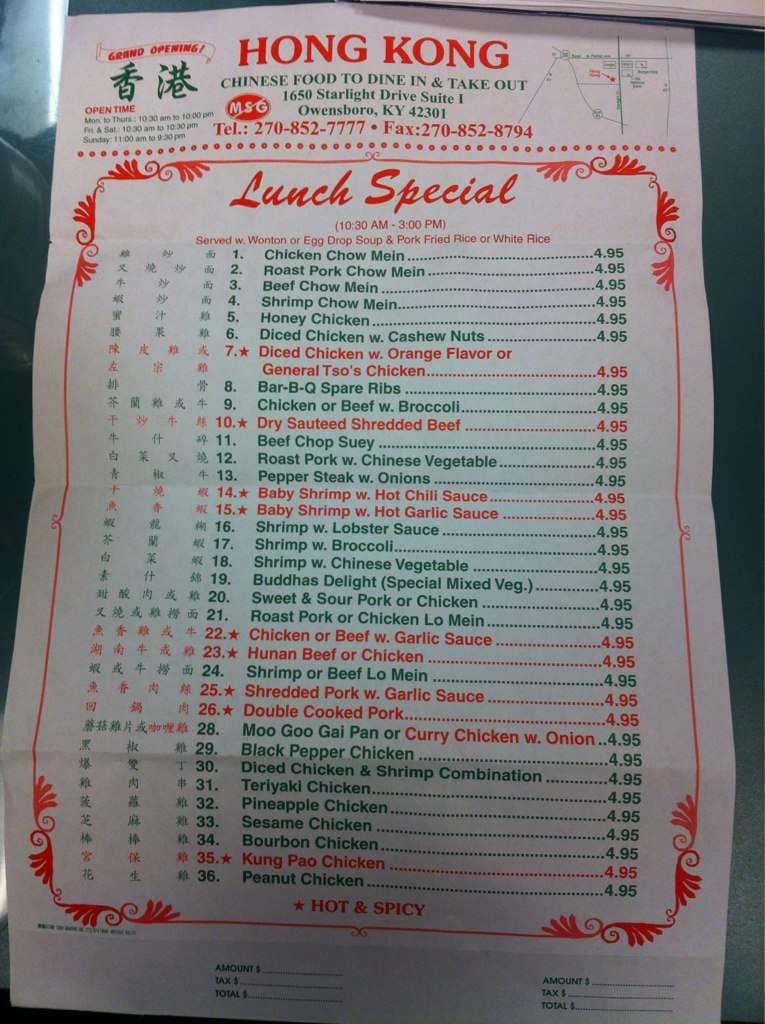 GRAND OPENING!
香港
HONG KONG
CHINESE FOOD TO DINE IN & TAKE OUT
1650 Starlight Drive Suite I
Owensboro, KY 42301
MSG
Tel.: 270-852-7777 • Fax:270-852-8794
OPEN TIME
Mon. to Thurs.: 10:30 am to 10:00 pm
Fri. & Sat.: 10:30 am to 10:30 pm
Sunday: 11:00 am to 9:30 pm
Lunch Special
(10:30 AM - 3:00 PM)
Served w. Wonton or Egg Drop Soup & Pork Fried Rice or White Rice
雞炒面 1. Chicken Chow Mein 4.95
叉燒炒面 2. Roast Pork Chow Mein 4.95
牛炒面 3. Beef Chow Mein 4.95
蝦炒面 4. Shrimp Chow Mein 4.95
蜜汁雞 5. Honey Chicken 4.95
腰果雞 6. Diced Chicken w. Cashew Nuts 4.95
陳皮雞或 7.★ Diced Chicken w. Orange Flavor or
左宗雞 General Tso's Chicken 4.95
排骨 8. Bar-B-Q Spare Ribs 4.95
芥蘭雞或牛 9. Chicken or Beef w. Broccoli 4.95
干炒牛絲 10.★ Dry Sauteed Shredded Beef 4.95
牛什碎 11. Beef Chop Suey 4.95
白菜叉燒 12. Roast Pork w. Chinese Vegetable 4.95
青椒牛 13. Pepper Steak w. Onions 4.95
干燒蝦 14.★ Baby Shrimp w. Hot Chili Sauce 4.95
魚香蝦 15.★ Baby Shrimp w. Hot Garlic Sauce 4.95
蝦龍糊 16. Shrimp w. Lobster Sauce 4.95
芥蘭蝦 17. Shrimp w. Broccoli 4.95
白菜蝦 18. Shrimp w. Chinese Vegetable 4.95
素什錦 19. Buddhas Delight (Special Mixed Veg.) 4.95
甜酸肉或雞 20. Sweet & Sour Pork or Chicken 4.95
叉燒或雞撈面 21. Roast Pork or Chicken Lo Mein 4.95
魚香雞或牛 22.★ Chicken or Beef w. Garlic Sauce 4.95
湖南牛或雞 23.★ Hunan Beef or Chicken 4.95
蝦或牛撈面 24. Shrimp or Beef Lo Mein 4.95
魚香肉絲 25.★ Shredded Pork w. Garlic Sauce 4.95
回鍋肉 26.★ Double Cooked Pork 4.95
蘑菇雞片或咖喱雞 28. Moo Goo Gai Pan or Curry Chicken w. Onion 4.95
黑椒雞 29. Black Pepper Chicken 4.95
爆雙丁 30. Diced Chicken & Shrimp Combination 4.95
雞肉串 31. Teriyaki Chicken 4.95
菠蘿雞 32. Pineapple Chicken 4.95
芝麻雞 33. Sesame Chicken 4.95
棒棒雞 34. Bourbon Chicken 4.95
宮保雞 35.★ Kung Pao Chicken 4.95
花生雞 36. Peanut Chicken 4.95
★ HOT & SPICY
AMOUNT $
TAX $
TOTAL $
AMOUNT $
TAX $
TOTAL $